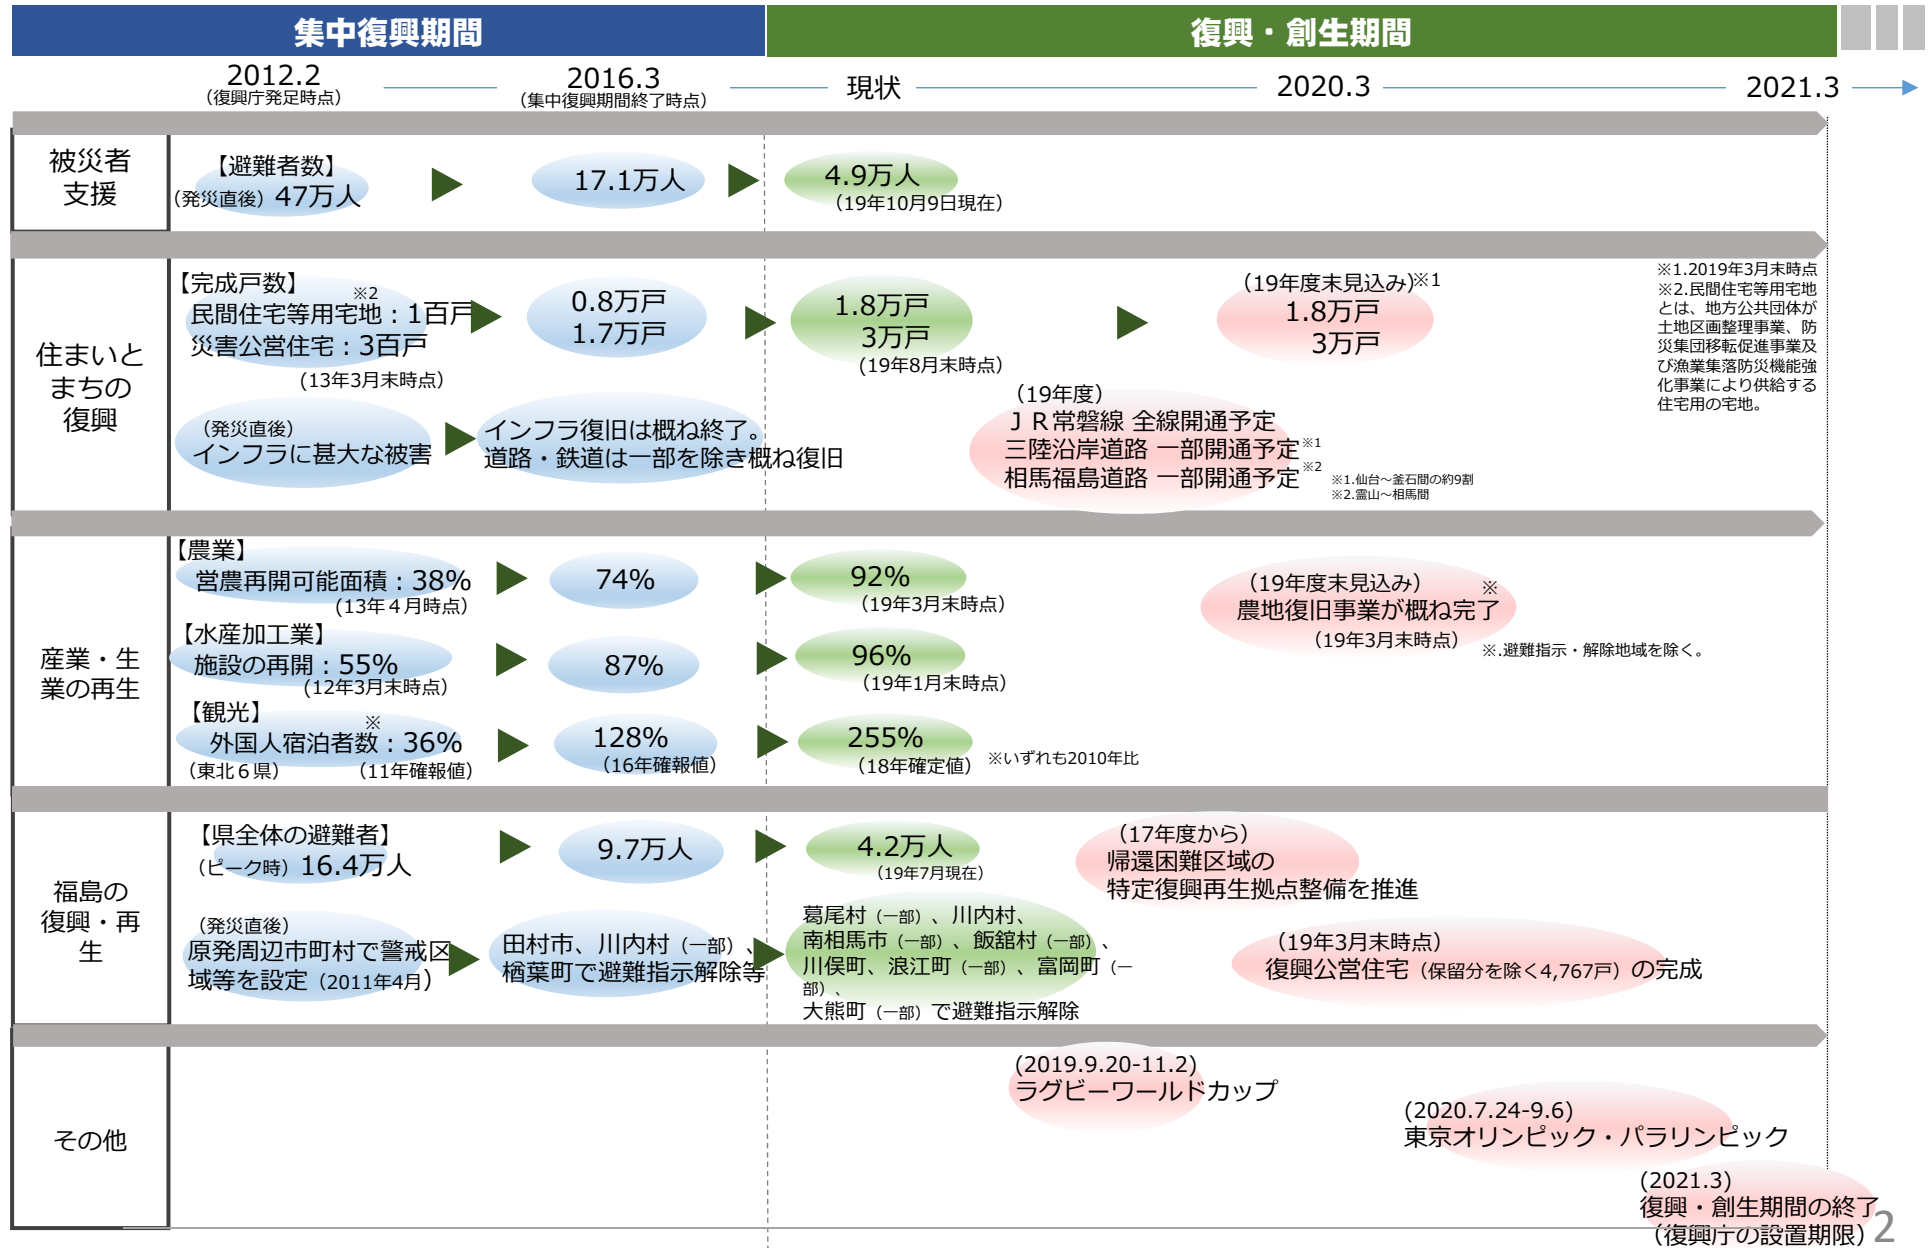 集中復興期間
復興・創生期間
2012.2
（復興庁発足時点）
2016.3
（集中復興期間終了時点）
現状
2020.3
2021.3
被災者
支援
【避難者数】
（発災直後）47万人
17.1万人
4.9万人
（19年10月9日現在）
住まいと
まちの
復興
【完成戸数】
※2
民間住宅等用宅地：1百戸
災害公営住宅：3百戸
（13年3月末時点）
0.8万戸
1.7万戸
1.8万戸
3万戸
（19年8月末時点）
（19年度末見込み）※1
1.8万戸
3万戸
※1.2019年3月末時点
※2.民間住宅等用宅地
とは、地方公共団体が
土地区画整理事業、防
災集団移転促進事業及
び漁業集落防災機能強
化事業により供給する
住宅用の宅地。
（発災直後）
インフラに甚大な被害
インフラ復旧は概ね終了。
道路・鉄道は一部を除き概ね復旧
（19年度）
ＪＲ常磐線 全線開通予定
三陸沿岸道路 一部開通予定※1
相馬福島道路 一部開通予定※2
※1.仙台～釜石間の約9割
※2.霊山～相馬間
産業・生
業の再生
【農業】
営農再開可能面積：38%
（13年４月時点）
74%
92%
（19年3月末時点）
（19年度末見込み）
※
農地復旧事業が概ね完了
（19年3月末時点）
※.避難指示・解除地域を除く。
【水産加工業】
施設の再開：55%
（12年3月末時点）
87%
96%
（19年1月末時点）
【観光】
※
外国人宿泊者数：36%
（東北６県）
（11年確報値）
128%
（16年確報値）
255%
（18年確定値）
※いずれも2010年比
福島の
復興・再
生
【県全体の避難者】
（ピーク時）16.4万人
9.7万人
4.2万人
（19年7月現在）
（17年度から）
帰還困難区域の
特定復興再生拠点整備を推進
（発災直後）
原発周辺市町村で警戒区
域等を設定（2011年4月）
田村市、川内村（一部）、
楢葉町で避難指示解除等
葛尾村（一部）、川内村、
南相馬市（一部）、飯舘村（一部）、
川俣町、浪江町（一部）、富岡町（一
部）、
大熊町（一部）で避難指示解除
（19年3月末時点）
復興公営住宅（保留分を除く4,767戸）の完成
その他
(2019.9.20-11.2)
ラグビーワールドカップ
(2020.7.24-9.6)
東京オリンピック・パラリンピック
(2021.3)
復興・創生期間の終了
（復興庁の設置期限）
2